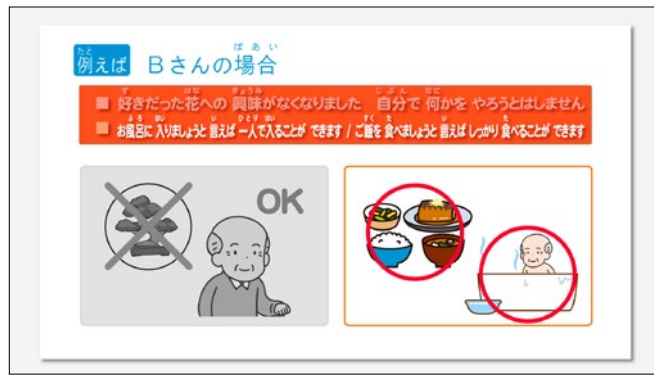 例えば Bさんの場合
■ 好きだった花への 興味がなくなりました 自分で 何かを やろうとはしません
■ お風呂に 入りましょうと 言えば 一人で入ることが できます / ご飯を 食べましょうと 言えば しっかり 食べることが できます
OK